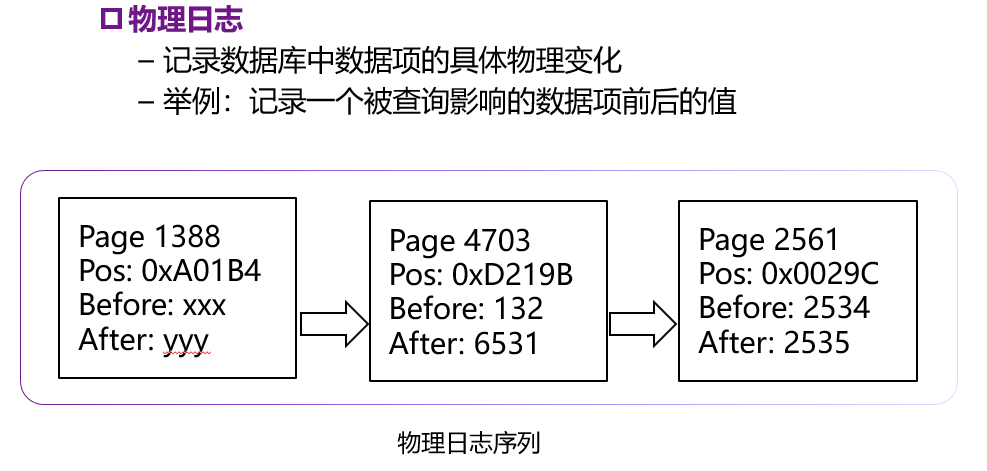 物理日志
– 记录数据库中数据项的具体物理变化
– 举例：记录一个被查询影响的数据项前后的值
Page 1388
Pos: 0xA01B4
Before: xxx
After: yyy
Page 4703
Pos: 0xD219B
Before: 132
After: 6531
Page 2561
Pos: 0x0029C
Before: 2534
After: 2535
物理日志序列